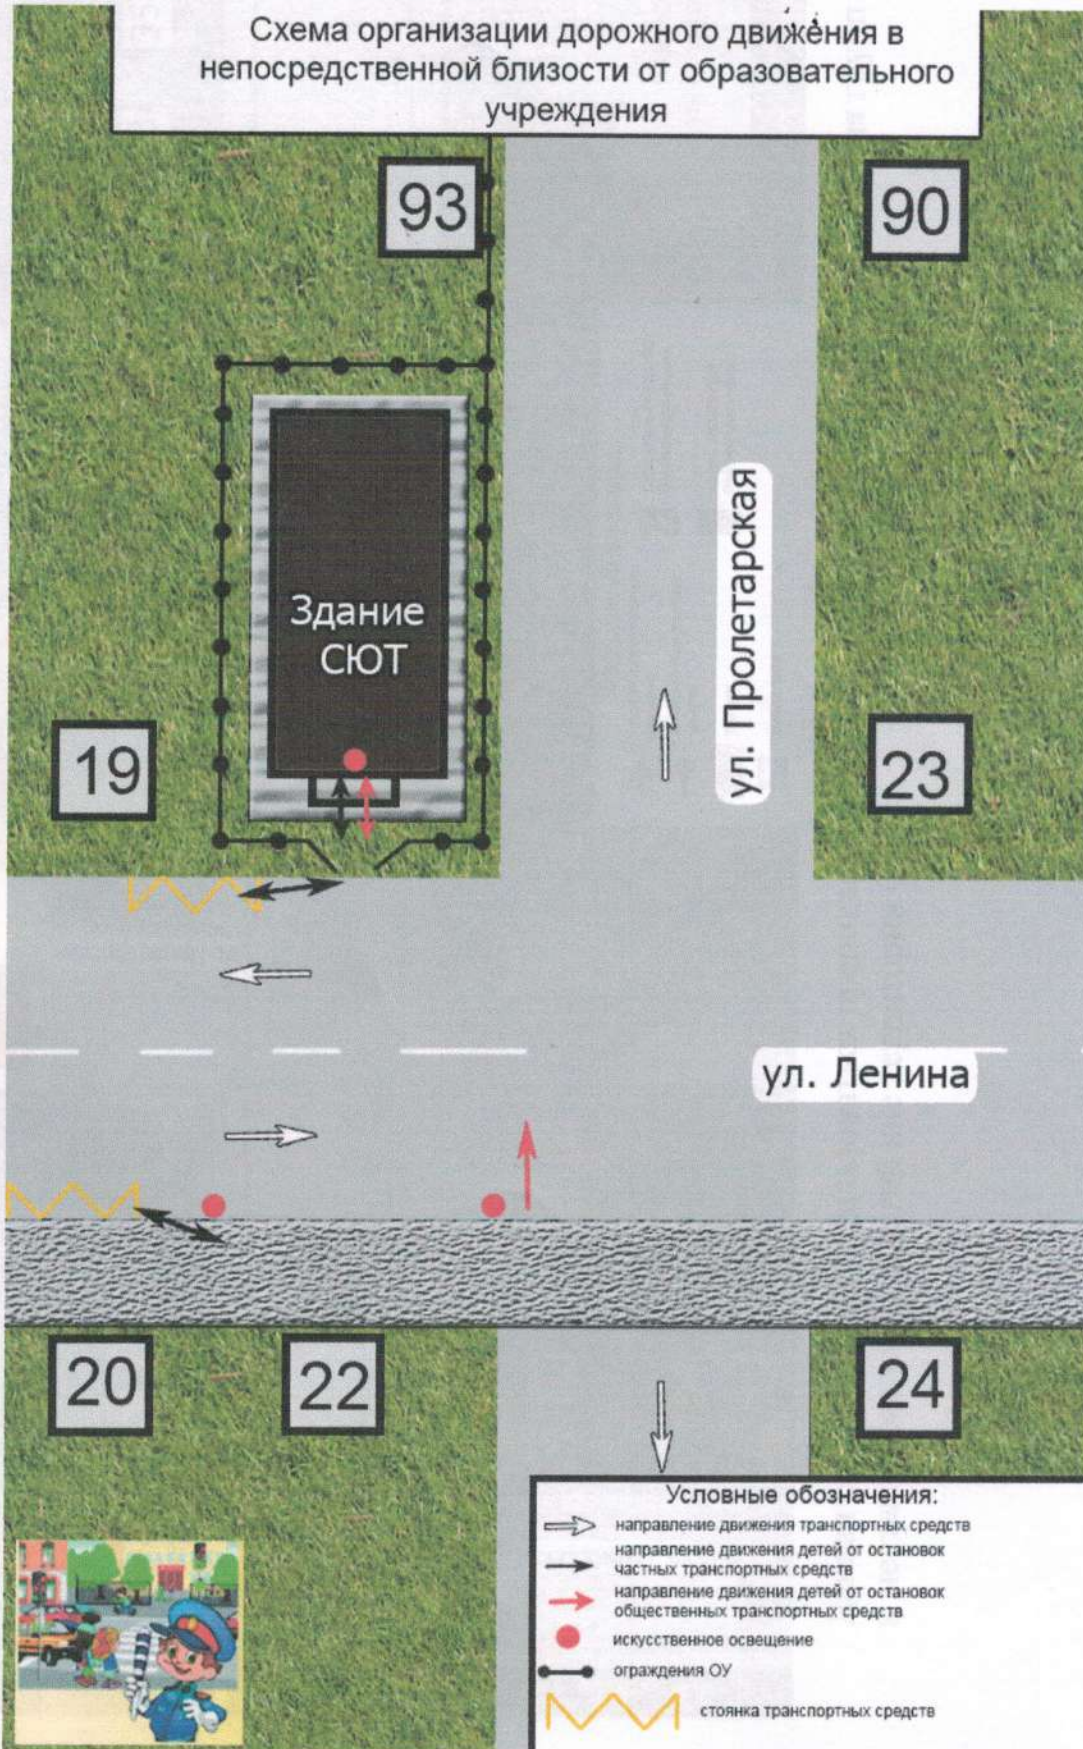 Схема организации дорожного движения в
непосредственной близости от образовательного
учреждения
93
90
ул. Пролетарская
Здание
СЮТ
19
23
ул. Ленина
20
22
24
Условные обозначения:
направление движения транспортных средств
направление движения детей от остановок
частных транспортных средств
направление движения детей от остановок
общественных транспортных средств
искусственное освещение
ограждения ОУ
стоянка транспортных средств